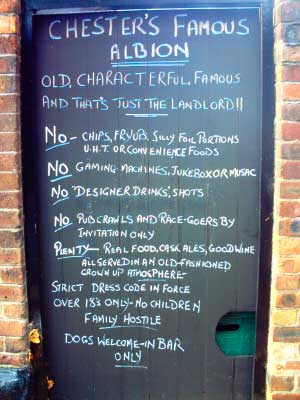 CHESTER'S FAMOUS
ALBION
OLD, CHARACTERFUL, FAMOUS
AND THAT'S JUST THE LANDLORD!!
NO - CHIPS, FRYUPS, SILLY FOIL PORTIONS
U.H.T. OR CONVENIENCE FOODS
NO GAMING MACHINES, JUKEBOX OR MUSAC
NO 'DESIGNER DRINKS', SHOTS
NO PUBCRAWLS AND RACE-GOERS BY
INVITATION ONLY
PLENTY - REAL FOOD, CASK ALES, GOOD WINE
ALL SERVED IN AN OLD-FASHIONED
GROWN UP ATMOSPHERE
STRICT DRESS CODE IN FORCE
OVER 18'S ONLY - NO CHILDREN
FAMILY HOSTILE
DOGS WELCOME - IN BAR
ONLY